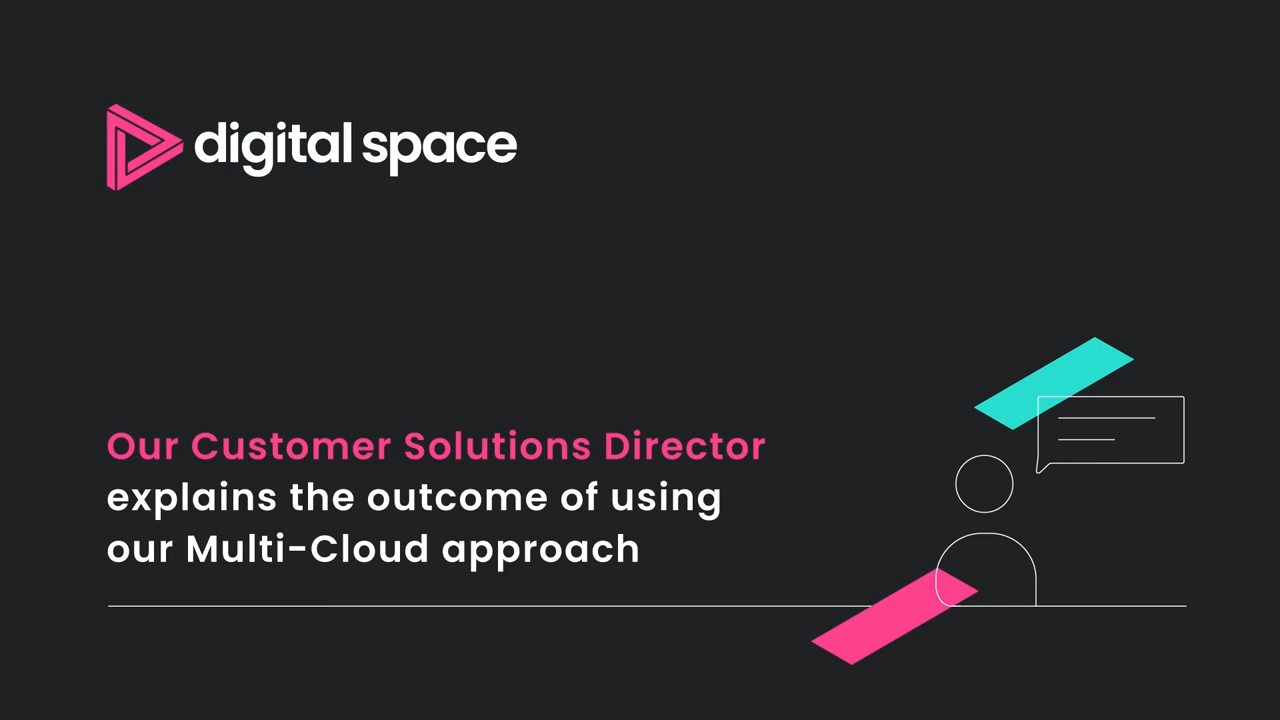 digital space
Our Customer Solutions Director
explains the outcome of using
our Multi-Cloud approach